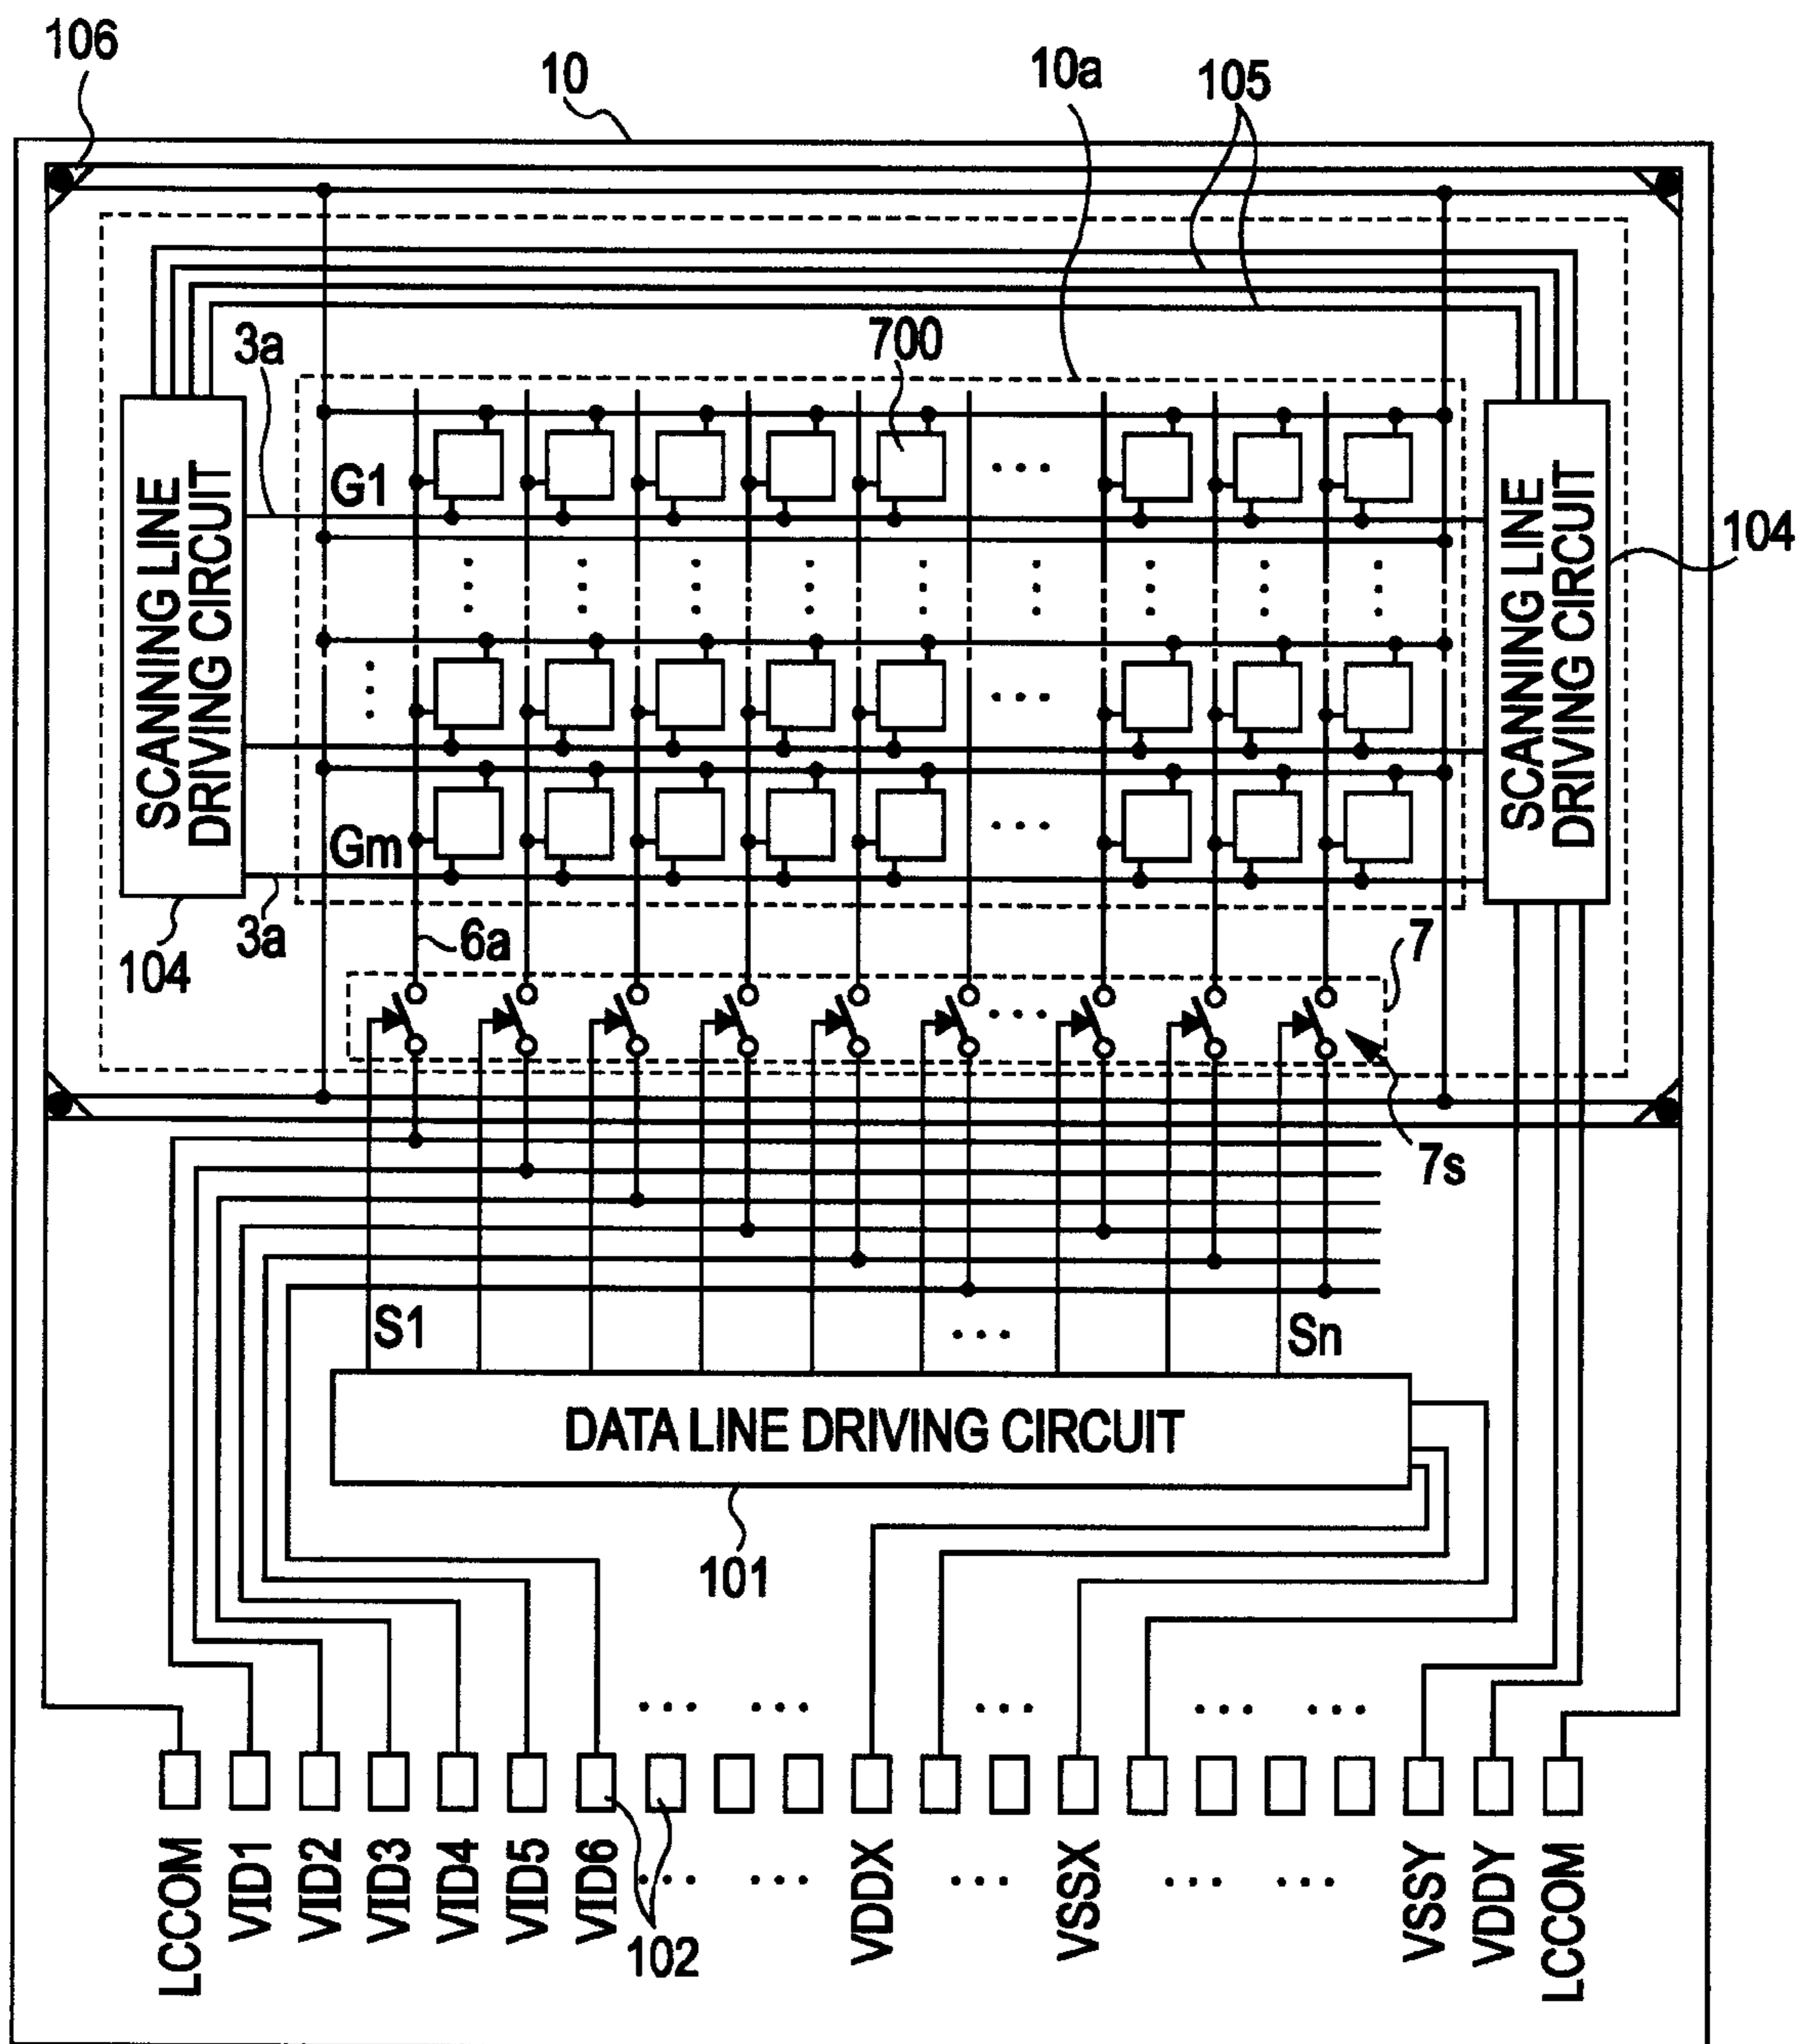 106
10
10a
105
3a
700
G1
SCANNING LINE
DRIVING CIRCUIT
SCANNING LINE
DRIVING CIRCUIT
104
...
...
...
Gm
3a
6a
7
104
...
7s
S1
...
Sn
DATA LINE DRIVING CIRCUIT
101
... ... ... ... ...
LCCOM
VID1
VID2
VID3
VID4
VID5
VID6
... ...
VDDX
...
VSSX
... ...
VSSY
VDDY
LCCOM
102